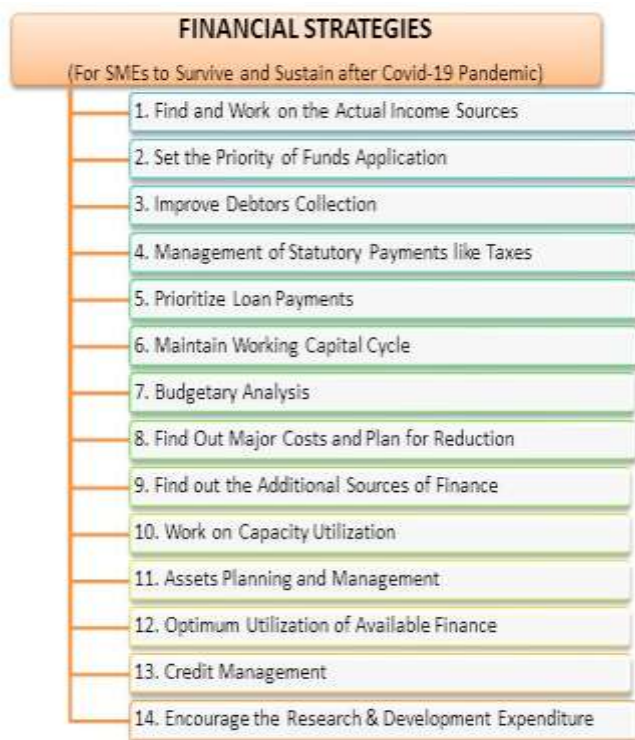 FINANCIAL STRATEGIES
(For SMEs to Survive and Sustain after Covid-19 Pandemic)
1. Find and Work on the Actual Income Sources
2. Set the Priority of Funds Application
3. Improve Debtors Collection
4. Management of Statutory Payments like Taxes
5. Prioritize Loan Payments
6. Maintain Working Capital Cycle
7. Budgetary Analysis
8. Find Out Major Costs and Plan for Reduction
9. Find out the Additional Sources of Finance
10. Work on Capacity Utilization
11. Assets Planning and Management
12. Optimum Utilization of Available Finance
13. Credit Management
14. Encourage the Research & Development Expenditure